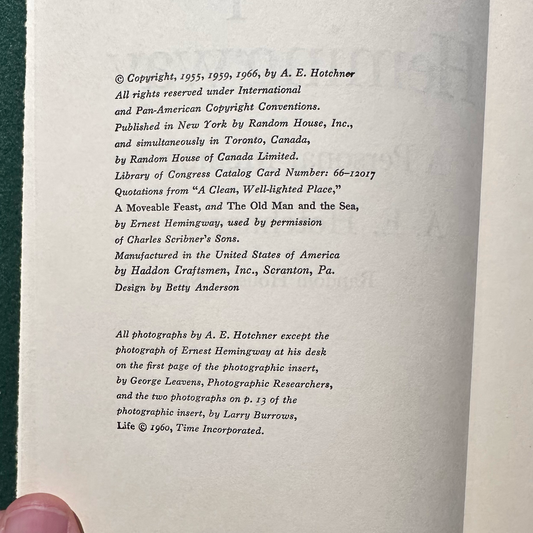 © Copyright, 1955, 1959, 1966, by A. E. Hotchner
All rights reserved under International
and Pan-American Copyright Conventions.
Published in New York by Random House, Inc.,
and simultaneously in Toronto, Canada,
by Random House of Canada Limited.
Library of Congress Catalog Card Number: 66–12017
Quotations from "A Clean, Well-lighted Place,"
A Moveable Feast, and The Old Man and the Sea,
by Ernest Hemingway, used by permission
of Charles Scribner's Sons.
Manufactured in the United States of America
by Haddon Craftsmen, Inc., Scranton, Pa.
Design by Betty Anderson
All photographs by A. E. Hotchner except the
photograph of Ernest Hemingway at his desk
on the first page of the photographic insert,
by George Leavens, Photographic Researchers,
and the two photographs on p. 13 of the
photographic insert, by Larry Burrows,
Life © 1960, Time Incorporated.